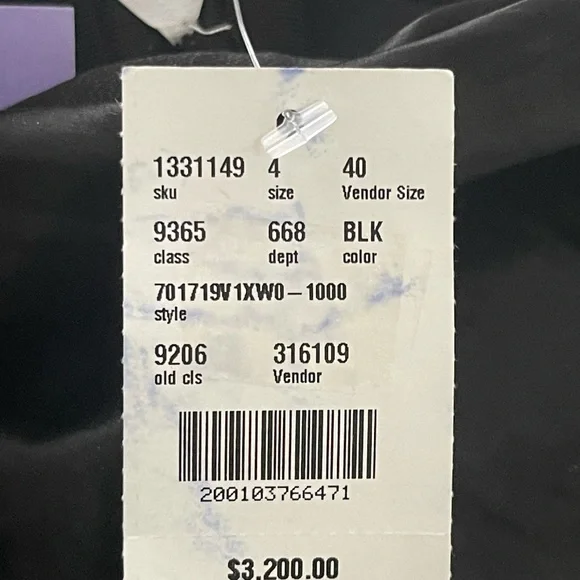 1331149 4 40
sku size Vendor Size
9365 668 BLK
class dept color
701719V1XW0-1000
style
9206 316109
old cls Vendor
200103766471
$3,200.00